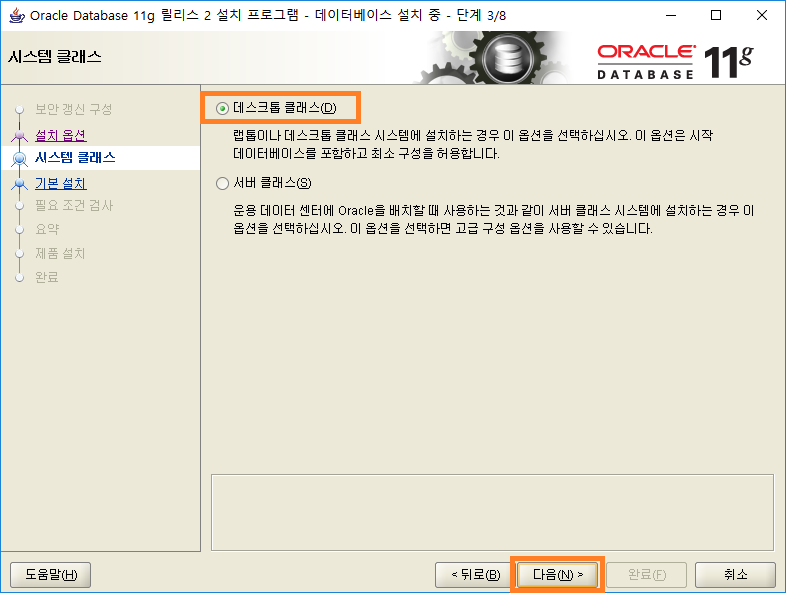 Oracle Database 11g 릴리스 2 설치 프로그램 - 데이터베이스 설치 중 - 단계 3/8
시스템 클래스
ORACLE
DATABASE 11g
보안 갱신 구성
설치 옵션
시스템 클래스
기본 설치
필요 조건 검사
요약
제품 설치
완료
데스크톱 클래스(D)
랩톱이나 데스크톱 클래스 시스템에 설치하는 경우 이 옵션을 선택하십시오. 이 옵션은 시작
데이터베이스를 포함하고 최소 구성을 허용합니다.
서버 클래스(S)
운용 데이터 센터에 Oracle을 배치할 때 사용하는 것과 같이 서버 클래스 시스템에 설치하는 경우 이
옵션을 선택하십시오. 이 옵션을 선택하면 고급 구성 옵션을 사용할 수 있습니다.
도움말(H)
< 뒤로(B)
다음(N) >
완료(F)
취소